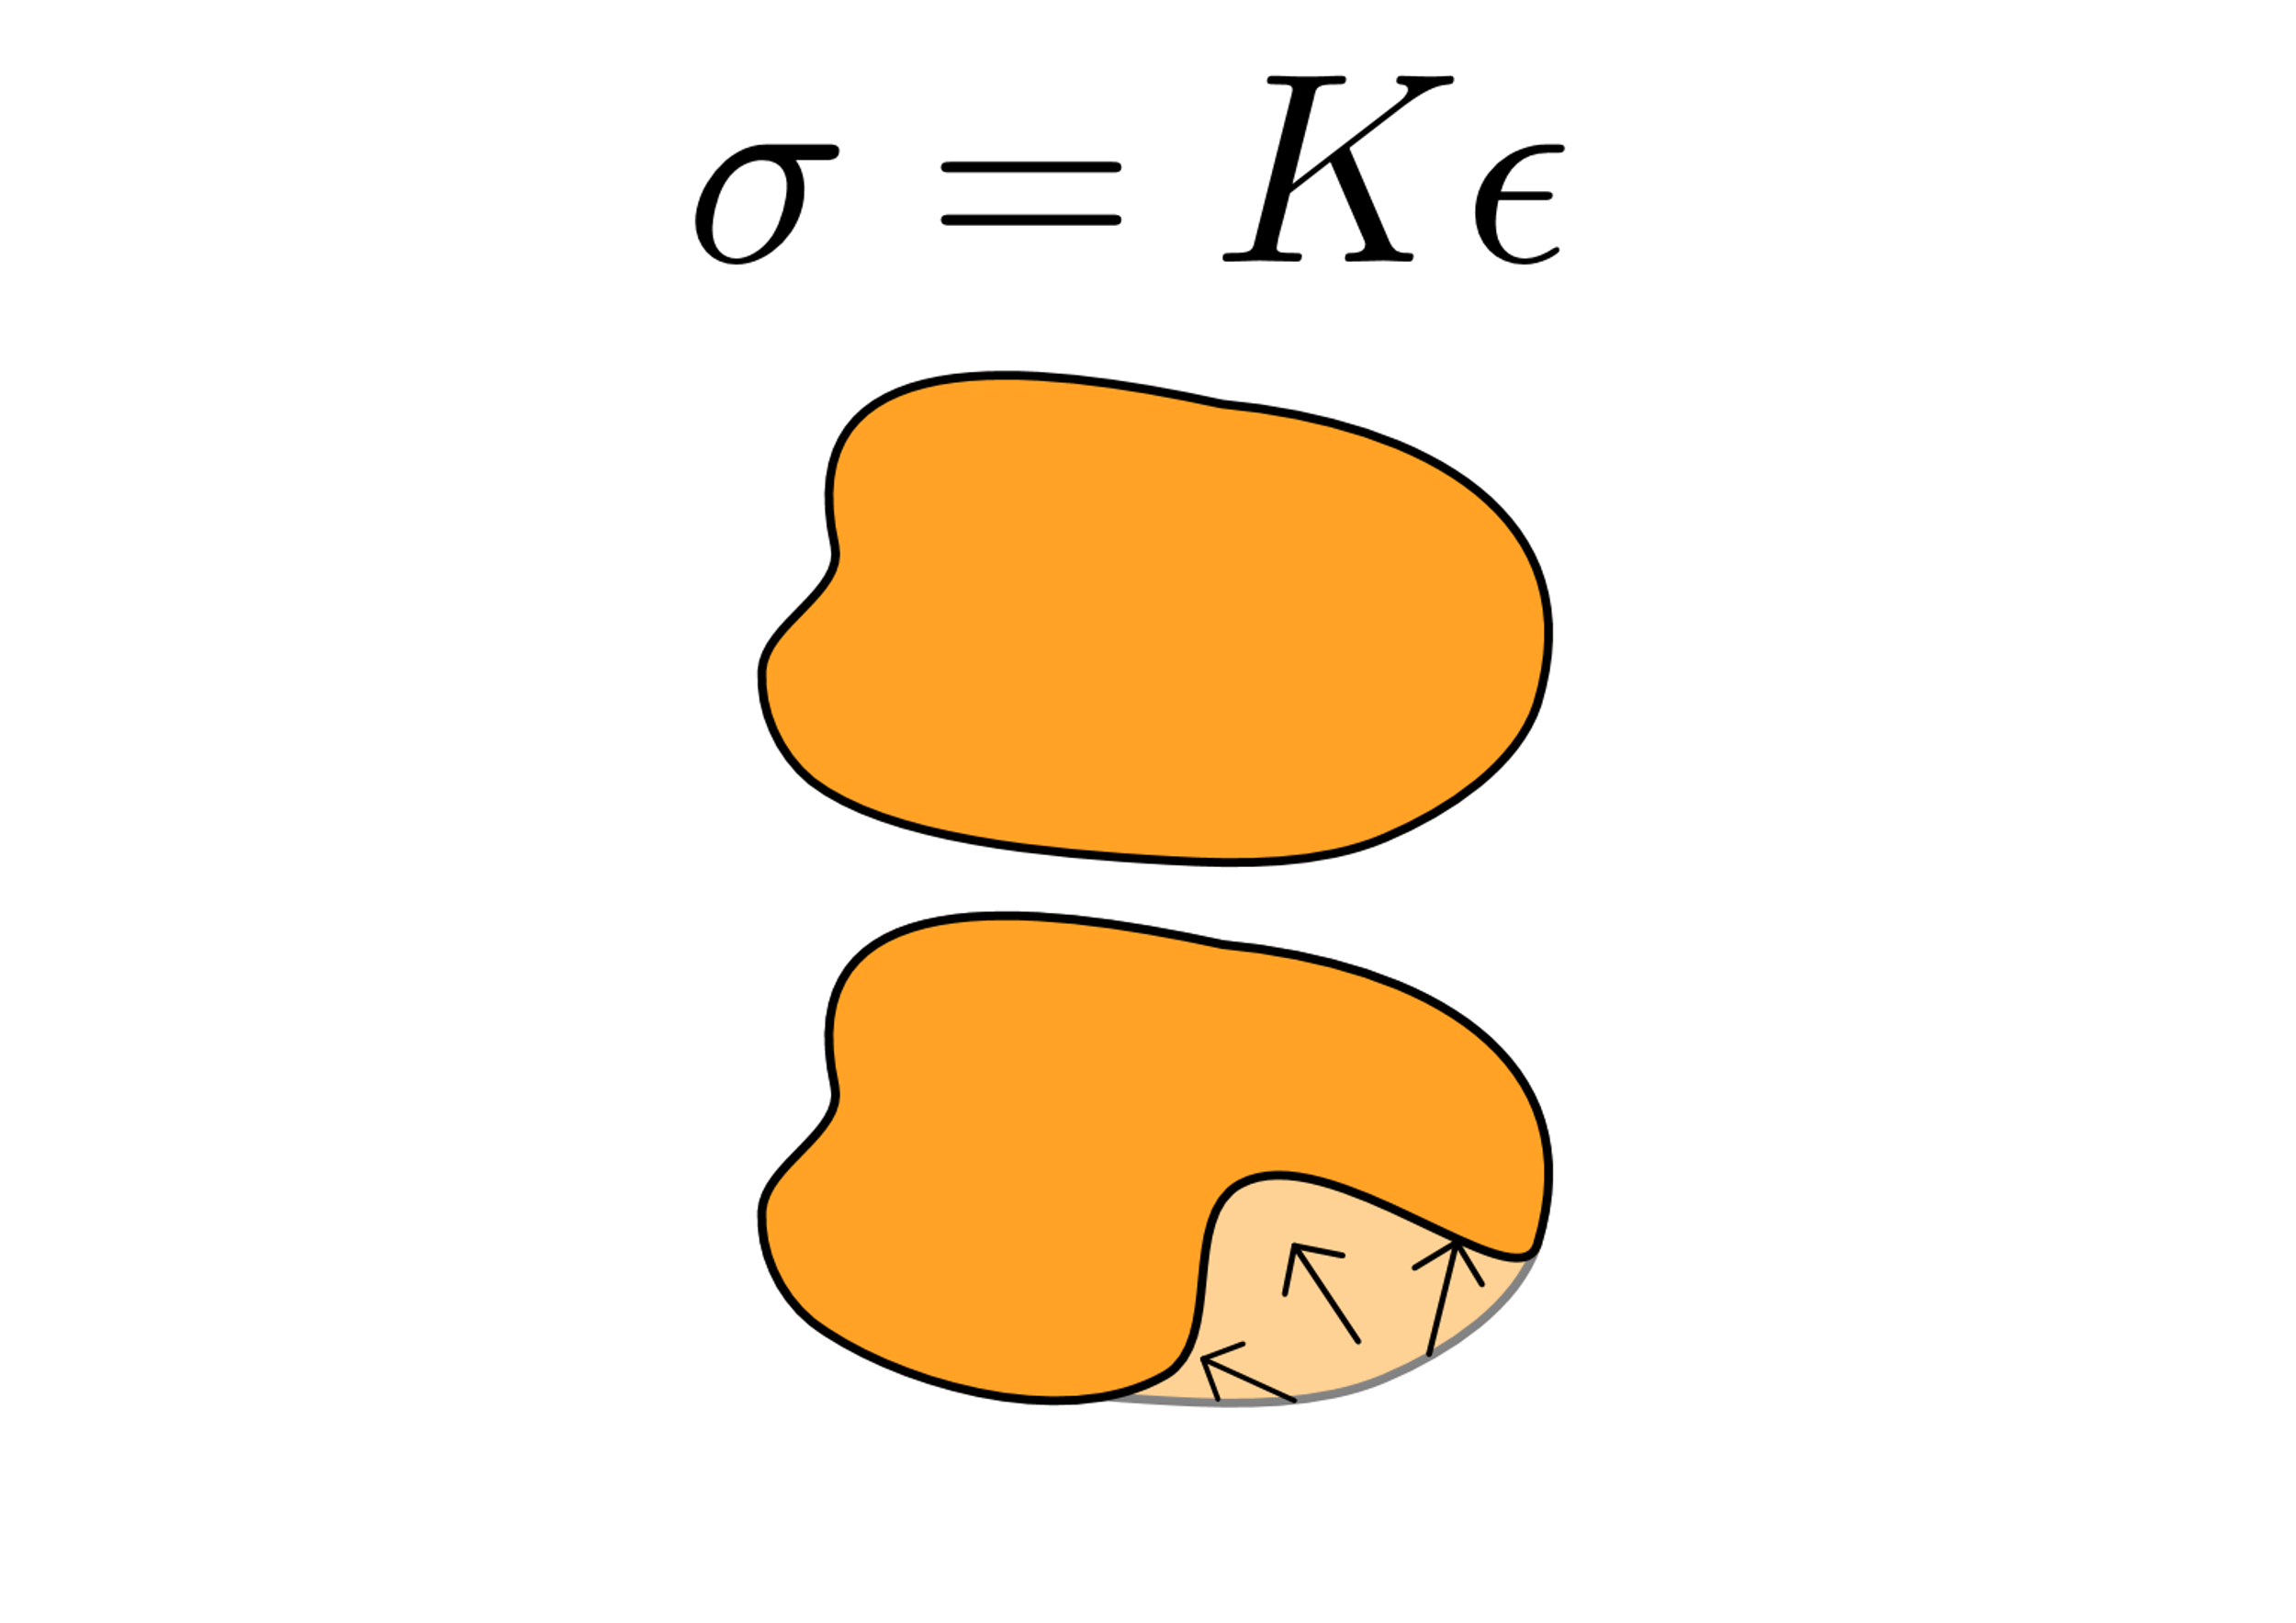 σ = Kϵ